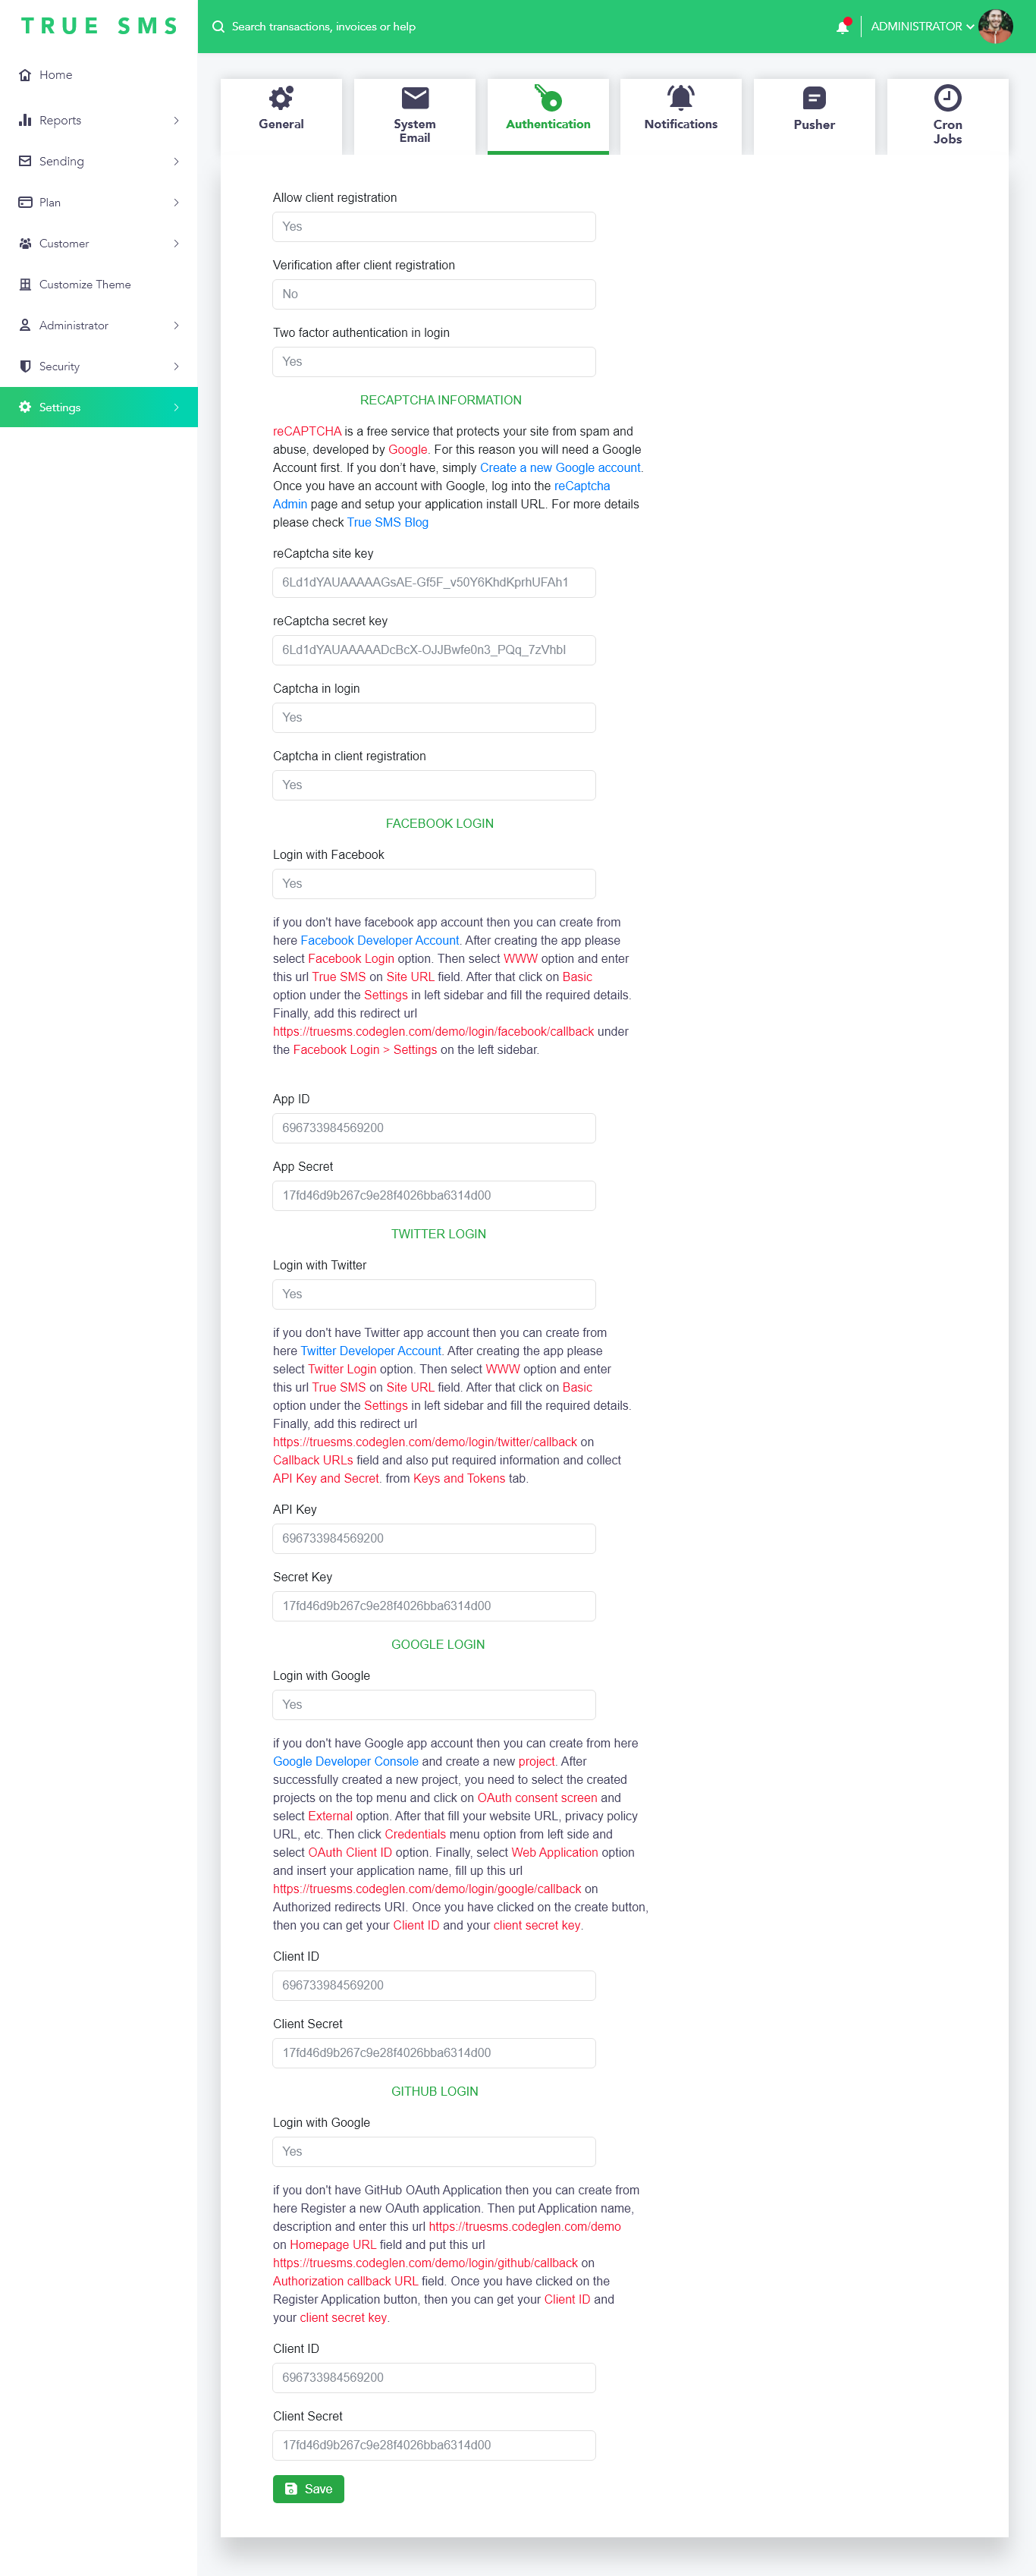 TRUE SMS
Search transactions, invoices or help
ADMINISTRATOR
Home
Reports
Sending
Plan
Customer
Customize Theme
Administrator
Security
Settings
General
System
Email
Authentication
Notifications
Pusher
Cron
Jobs
Allow client registration
Yes
Verification after client registration
No
Two factor authentication in login
Yes
RECAPTCHA INFORMATION
reCAPTCHA is a free service that protects your site from spam and
abuse, developed by Google. For this reason you will need a Google
Account first. If you don't have, simply Create a new Google account.
Once you have an account with Google, log into the reCaptcha
Admin page and setup your application install URL. For more details
please check True SMS Blog
reCaptcha site key
6Ld1dYAUAAAAAGsAE-Gf5F_v50Y6KhdKprhUFAh1
reCaptcha secret key
6Ld1dYAUAAAAADcBcX-OJJBwfe0n3_PQq_7zVhbI
Captcha in login
Yes
Captcha in client registration
Yes
FACEBOOK LOGIN
Login with Facebook
Yes
if you don't have facebook app account then you can create from
here Facebook Developer Account. After creating the app please
select Facebook Login option. Then select WWW option and enter
this url True SMS on Site URL field. After that click on Basic
option under the Settings in left sidebar and fill the required details.
Finally, add this redirect url
https://truesms.codeglen.com/demo/login/facebook/callback under
the Facebook Login > Settings on the left sidebar.
App ID
696733984569200
App Secret
17fd46d9b267c9e28f4026bba6314d00
TWITTER LOGIN
Login with Twitter
Yes
if you don't have Twitter app account then you can create from
here Twitter Developer Account. After creating the app please
select Twitter Login option. Then select WWW option and enter
this url True SMS on Site URL field. After that click on Basic
option under the Settings in left sidebar and fill the required details.
Finally, add this redirect url
https://truesms.codeglen.com/demo/login/twitter/callback on
Callback URLs field and also put required information and collect
API Key and Secret. from Keys and Tokens tab.
API Key
696733984569200
Secret Key
17fd46d9b267c9e28f4026bba6314d00
GOOGLE LOGIN
Login with Google
Yes
if you don't have Google app account then you can create from here
Google Developer Console and create a new project. After
successfully created a new project, you need to select the created
projects on the top menu and click on OAuth consent screen and
select External option. After that fill your website URL, privacy policy
URL, etc. Then click Credentials menu option from left side and
select OAuth Client ID option. Finally, select Web Application option
and insert your application name, fill up this url
https://truesms.codeglen.com/demo/login/google/callback on
Authorized redirects URI. Once you have clicked on the create button,
then you can get your Client ID and your client secret key.
Client ID
696733984569200
Client Secret
17fd46d9b267c9e28f4026bba6314d00
GITHUB LOGIN
Login with Google
Yes
if you don't have GitHub OAuth Application then you can create from
here Register a new OAuth application. Then put Application name,
description and enter this url https://truesms.codeglen.com/demo
on Homepage URL field and put this url
https://truesms.codeglen.com/demo/login/github/callback on
Authorization callback URL field. Once you have clicked on the
Register Application button, then you can get your Client ID and
your client secret key.
Client ID
696733984569200
Client Secret
17fd46d9b267c9e28f4026bba6314d00
Save